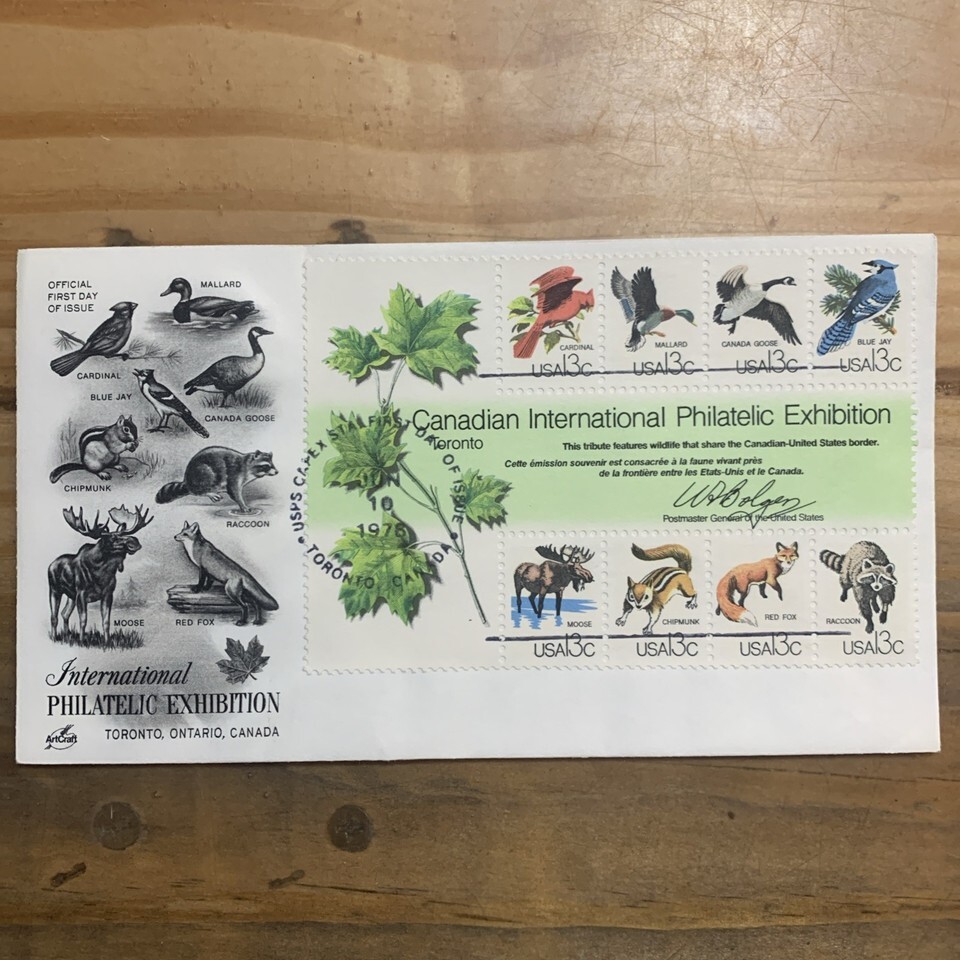 OFFICIAL
FIRST DAY
OF ISSUE
MALLARD
CARDINAL
BLUE JAY
CANADA GOOSE
CHIPMUNK
RACCOON
MOOSE
RED FOX
International
PHILATELIC EXHIBITION
TORONTO, ONTARIO, CANADA
ArtCraft
CARDINAL
USA13c
MALLARD
USA13c
CANADA GOOSE
USA13c
BLUE JAY
USA13c
Canadian International Philatelic Exhibition
Toronto
This tribute features wildlife that share the Canadian-United States border.
Cette émission souvenir est consacrée à la faune vivant près
de la frontière entre les Etats-Unis et le Canada.
Postmaster General of the United States
USPS CAPEX STA FIRST DAY OF ISSUE
JUN
10
1978
TORONTO CANADA
MOOSE
USA13c
CHIPMUNK
USA13c
RED FOX
USA13c
RACCOON
USA13c